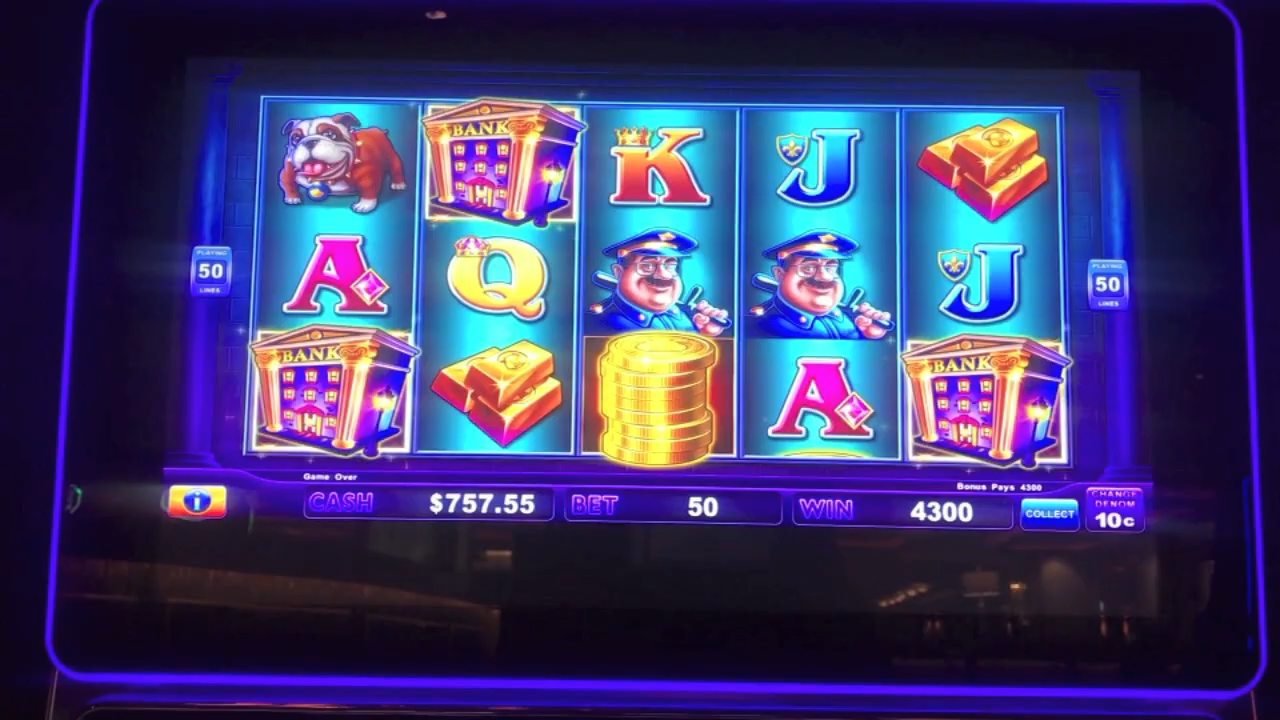 BANK
K
J
PLAYING
50
LINES
A
Q
J
PLAYING
50
LINES
BANK
A
BANK
Game Over
Bonus Pays 4300
CASH $757.55
BET 50
WIN 4300
COLLECT
CHANGE
DENOM
10¢